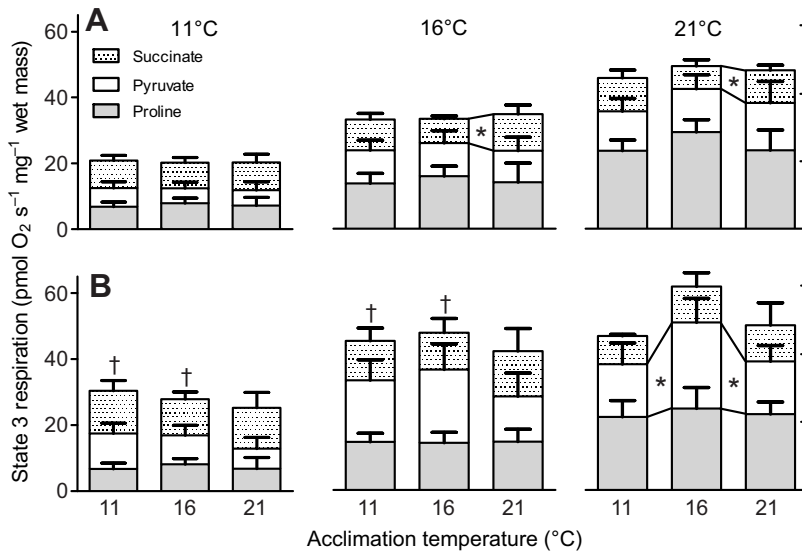 A
11°C
16°C
21°C
60
40
20
0
Succinate
Pyruvate
Proline
*
*
State 3 respiration (pmol O₂ s⁻¹ mg⁻¹ wet mass)
B
60
40
20
0
†
†
†
†
*
*
11
16
21
11
16
21
11
16
21
Acclimation temperature (°C)